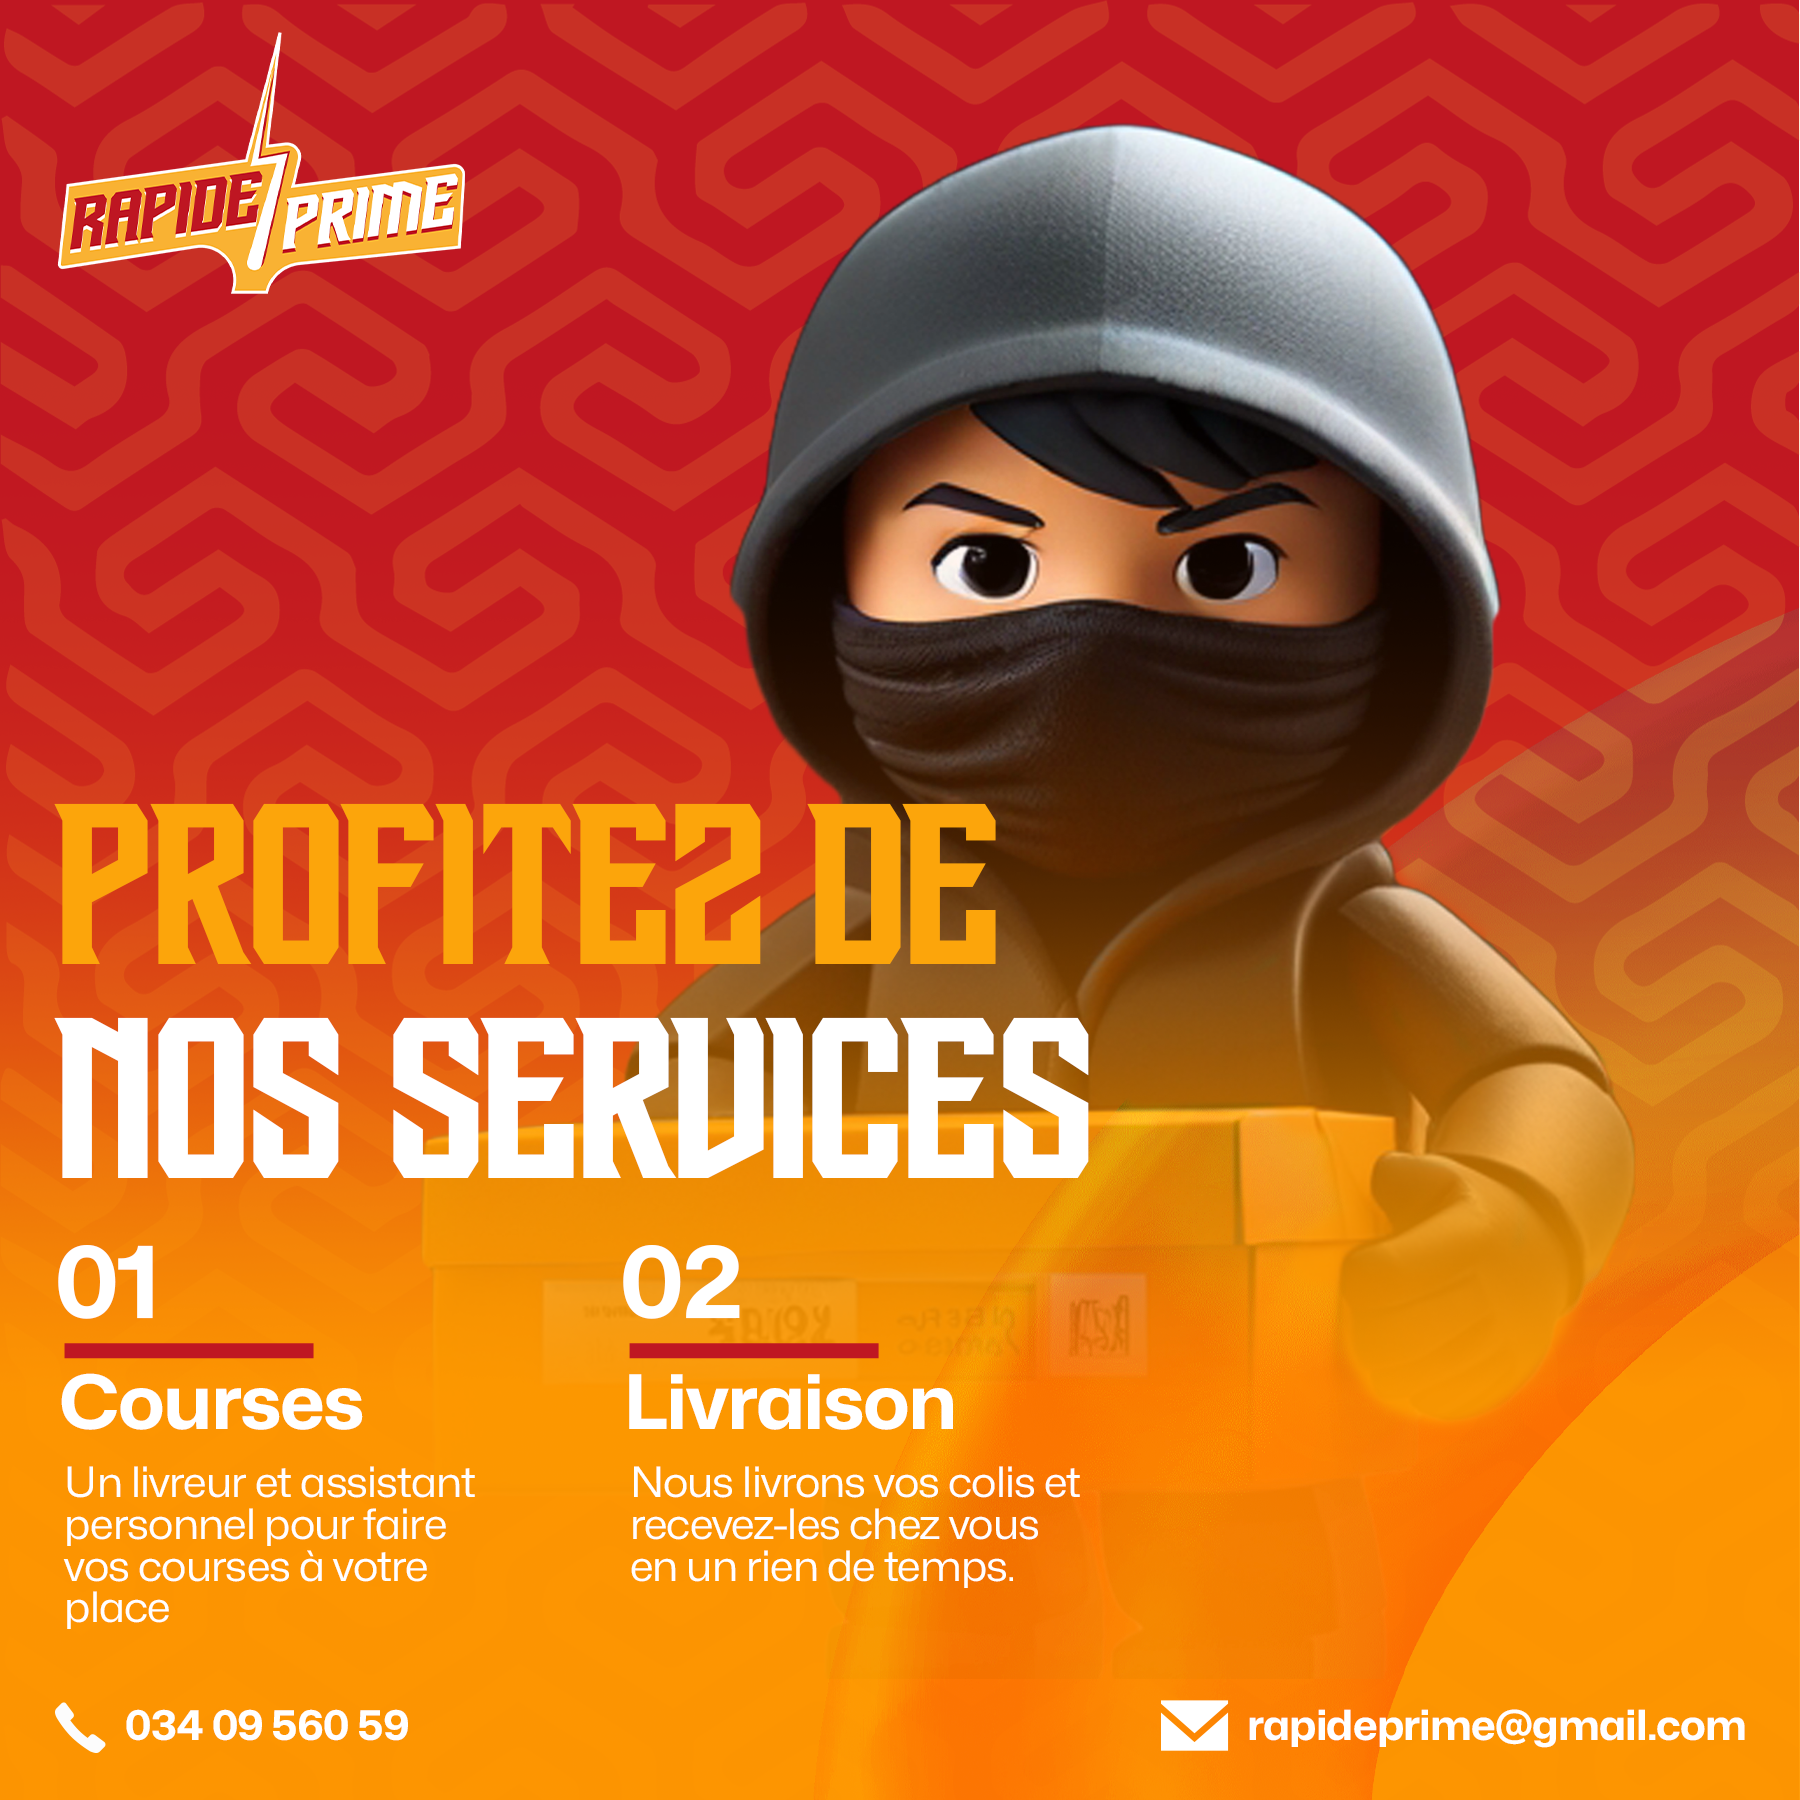 RAPIDE PRIME
PROFITEZ DE
NOS SERVICES
01
Courses
Un livreur et assistant
personnel pour faire
vos courses à votre
place
02
Livraison
Nous livrons vos colis et
recevez-les chez vous
en un rien de temps.
034 09 560 59
rapideprime@gmail.com